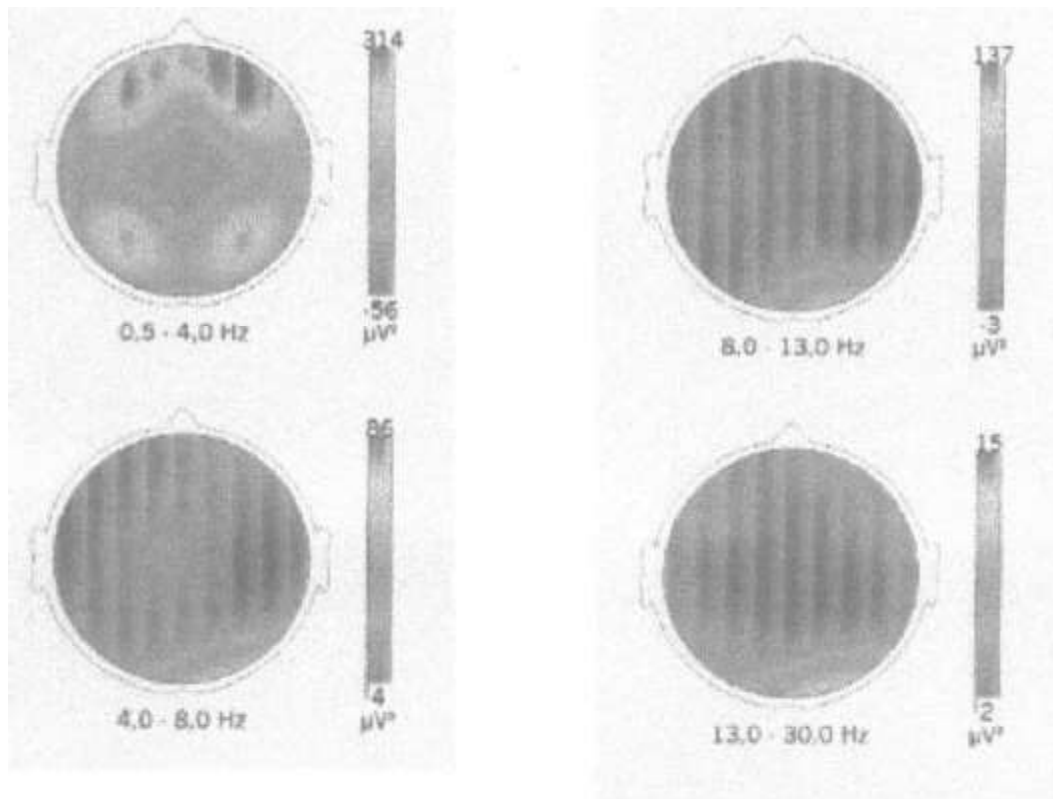 314
-56
µV²
0,5 - 4,0 Hz
137
-3
µV²
8,0 - 13,0 Hz
86
4
µV²
4,0 - 8,0 Hz
15
2
µV²
13,0 - 30,0 Hz